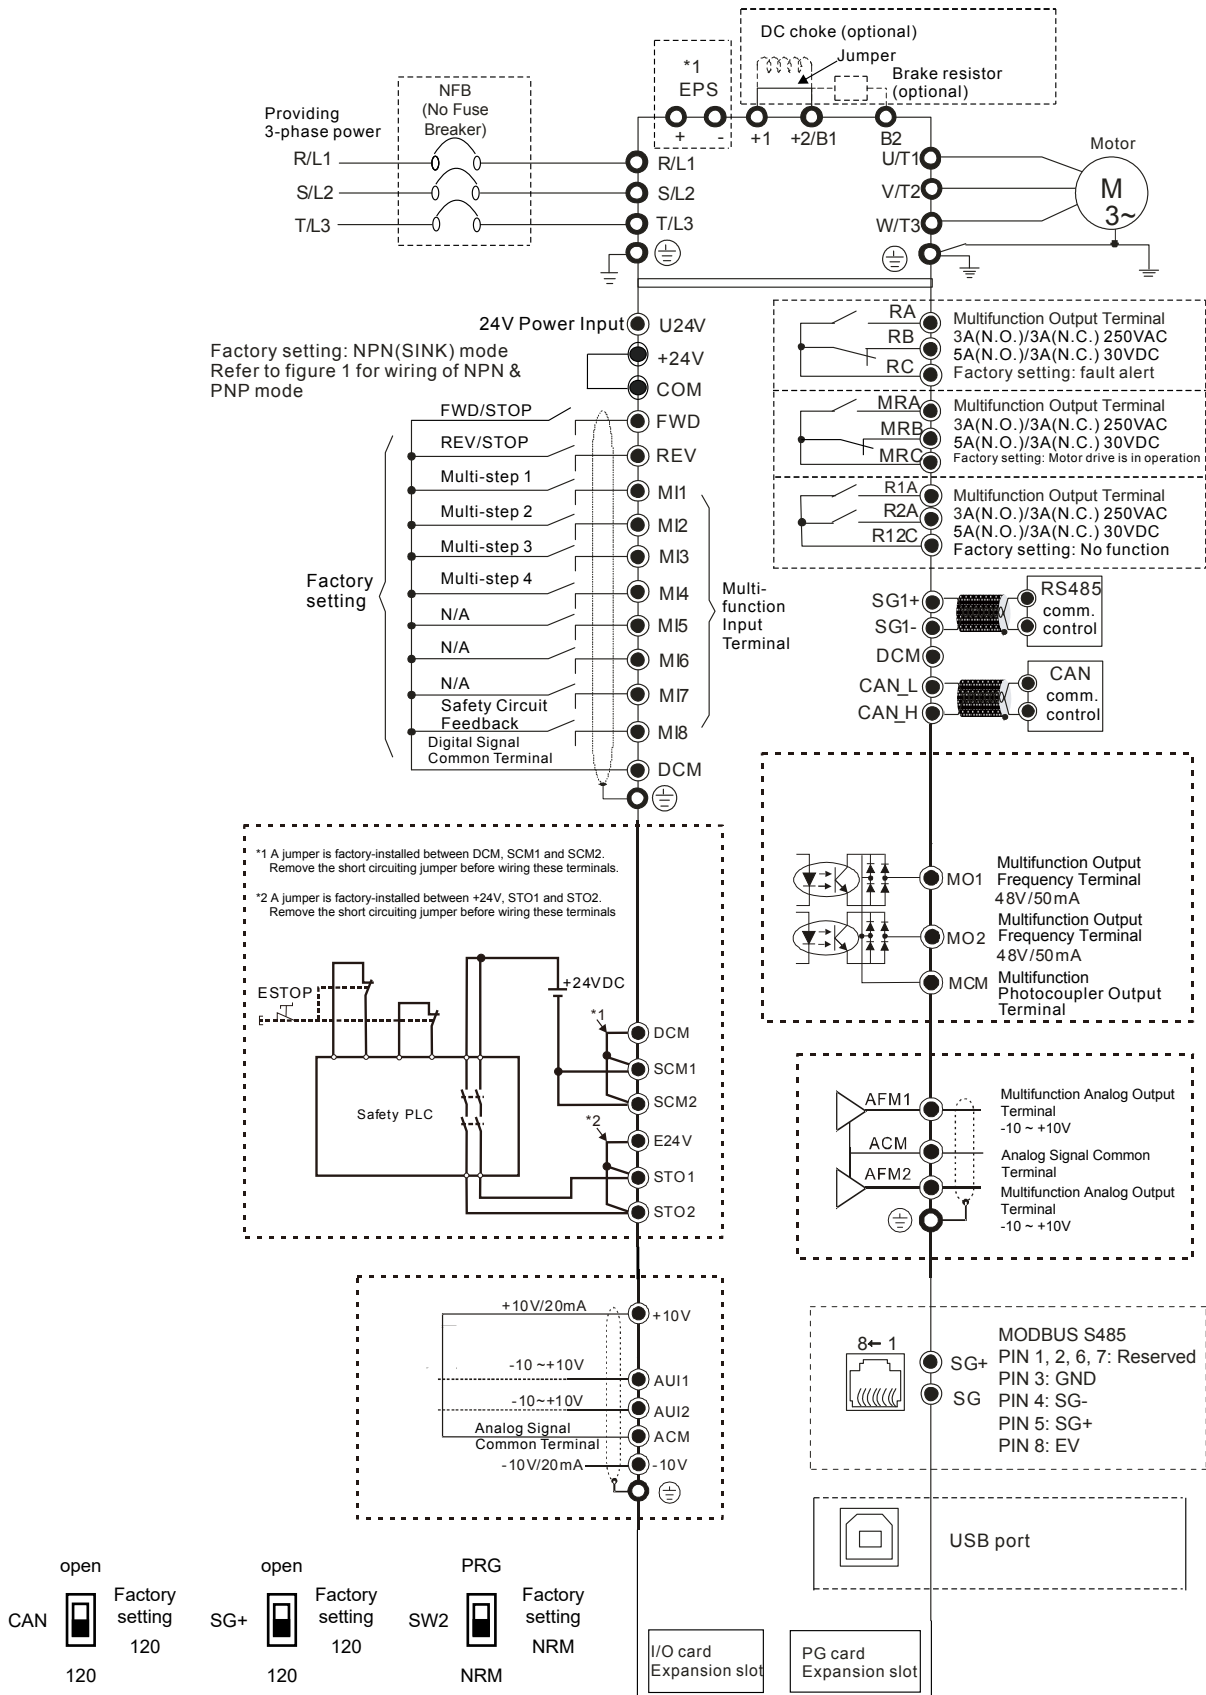 DC choke (optional)
Jumper
Brake resistor
(optional)
*1
EPS
+
-
+1
+2/B1
B2
NFB
(No Fuse
Breaker)
Providing
3-phase power
R/L1
S/L2
T/L3
R/L1
S/L2
T/L3
U/T1
V/T2
W/T3
Motor
M
3~
24V Power Input
U24V
Factory setting: NPN(SINK) mode
Refer to figure 1 for wiring of NPN &
PNP mode
+24V
COM
FWD/STOP
FWD
REV/STOP
REV
Multi-step 1
MI1
Multi-step 2
MI2
Multi-step 3
MI3
Multi-step 4
MI4
N/A
MI5
N/A
MI6
N/A
MI7
Safety Circuit
Feedback
MI8
Digital Signal
Common Terminal
DCM
Factory
setting
Multi-
function
Input
Terminal
RA
RB
RC
Multifunction Output Terminal
3A(N.O.)/3A(N.C.) 250VAC
5A(N.O.)/3A(N.C.) 30VDC
Factory setting: fault alert
MRA
MRB
MRC
Multifunction Output Terminal
3A(N.O.)/3A(N.C.) 250VAC
5A(N.O.)/3A(N.C.) 30VDC
Factory setting: Motor drive is in operation
R1A
R2A
R12C
Multifunction Output Terminal
3A(N.O.)/3A(N.C.) 250VAC
5A(N.O.)/3A(N.C.) 30VDC
Factory setting: No function
SG1+
SG1-
DCM
CAN_L
CAN_H
RS485
comm.
control
CAN
comm.
control
*1 A jumper is factory-installed between DCM, SCM1 and SCM2.
Remove the short circuiting jumper before wiring these terminals.
*2 A jumper is factory-installed between +24V, STO1 and STO2.
Remove the short circuiting jumper before wiring these terminals
ESTOP
+24VDC
Safety PLC
*1
DCM
SCM1
SCM2
*2
E24V
STO1
STO2
MO1
Multifunction Output
Frequency Terminal
48V/50mA
MO2
Multifunction Output
Frequency Terminal
48V/50mA
MCM
Multifunction
Photocoupler Output
Terminal
AFM1
Multifunction Analog Output
Terminal
-10 ~ +10V
ACM
Analog Signal Common
Terminal
AFM2
Multifunction Analog Output
Terminal
-10 ~ +10V
+10V/20mA
+10V
-10 ~+10V
AUI1
-10~+10V
AUI2
Analog Signal
Common Terminal
ACM
-10V/20mA
-10V
8← 1
SG+
SG
MODBUS S485
PIN 1, 2, 6, 7: Reserved
PIN 3: GND
PIN 4: SG-
PIN 5: SG+
PIN 8: EV
USB port
open
CAN
Factory
setting
120
120
open
SG+
Factory
setting
120
120
PRG
SW2
Factory
setting
NRM
NRM
I/O card
Expansion slot
PG card
Expansion slot